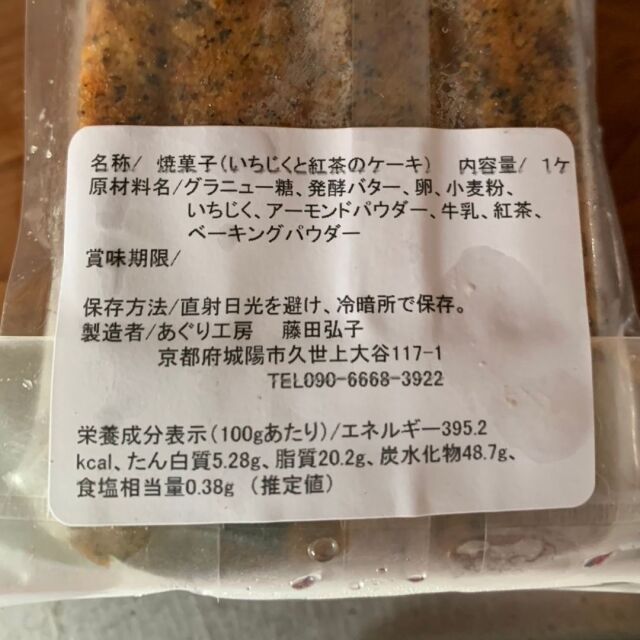 名称/ 焼菓子(いちじくと紅茶のケーキ) 内容量/ 1ケ
原材料名/グラニュー糖、発酵バター、卵、小麦粉、
いちじく、アーモンドパウダー、牛乳、紅茶、
ベーキングパウダー
賞味期限/
保存方法/直射日光を避け、冷暗所で保存。
製造者/あぐり工房 藤田弘子
京都府城陽市久世上大谷117-1
TEL090-6668-3922
栄養成分表示(100gあたり)/エネルギー395.2
kcal、たん白質5.28g、脂質20.2g、炭水化物48.7g、
食塩相当量0.38g (推定値)